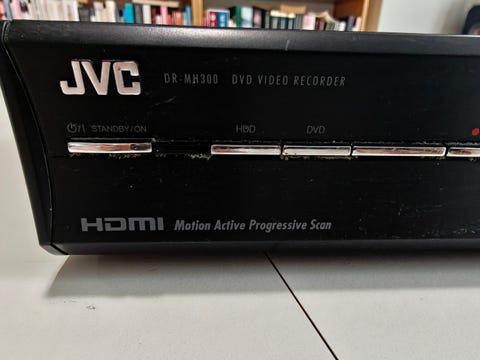 JVC DR-MH300 DVD VIDEO RECORDER
⏻/I STANDBY/ON HDD DVD
HDMI Motion Active Progressive Scan